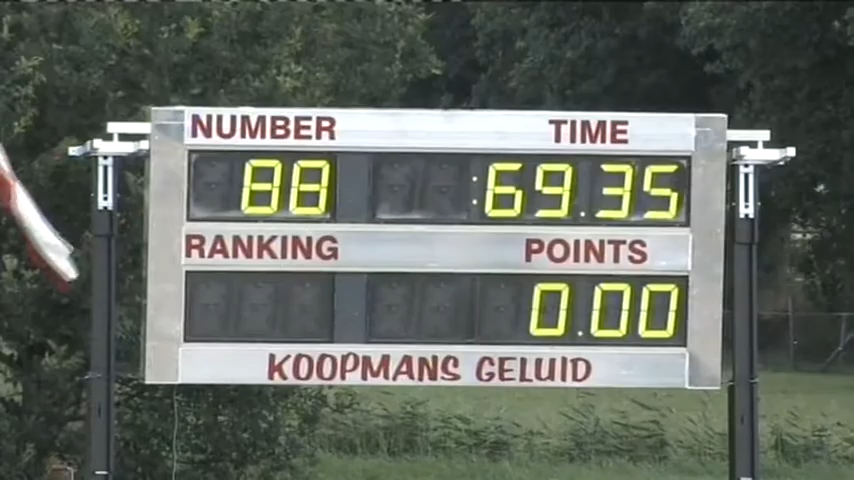 NUMBER TIME
88 :69.35
RANKING POINTS
0.00
KOOPMANS GELUID